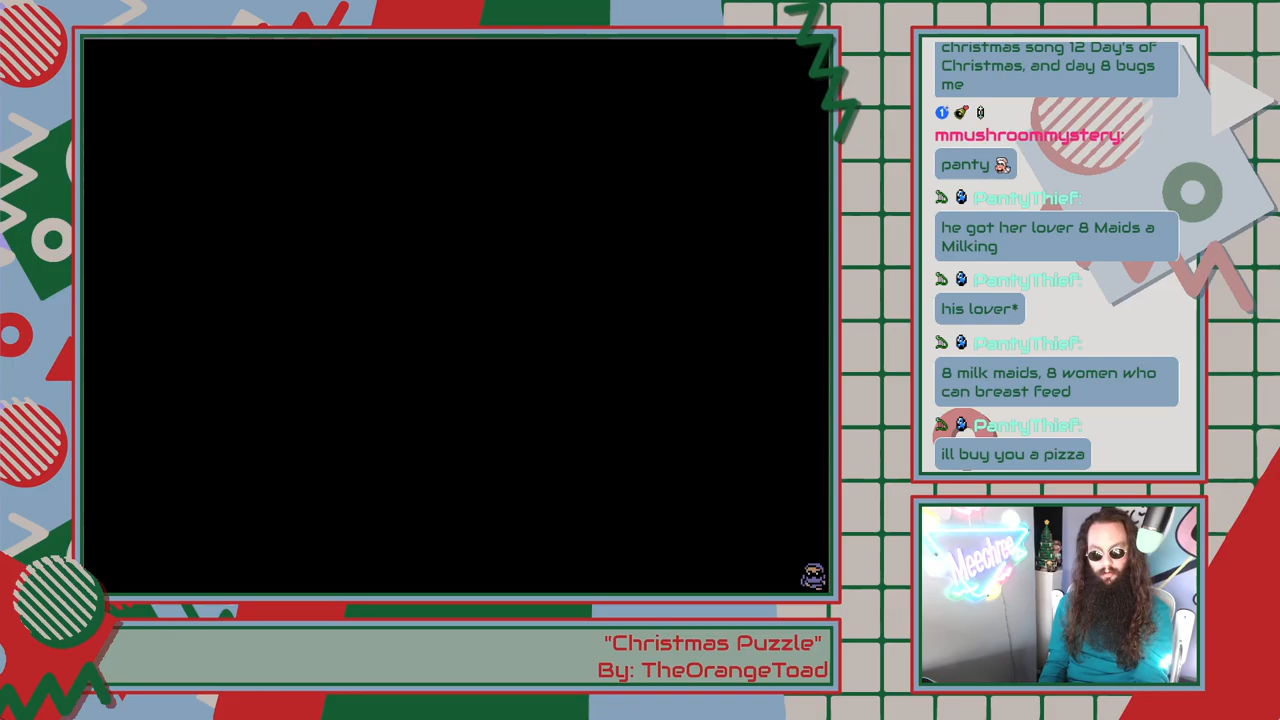 christmas song 12 Day's of
Christmas, and day 8 bugs
me
mmushroommystery:
panty
PantyThief:
he got her lover 8 Maids a
Milking
PantyThief:
his lover*
PantyThief:
8 milk maids, 8 women who
can breast feed
PantyThief:
ill buy you a pizza
Meechree
"Christmas Puzzle"
By: TheOrangeToad